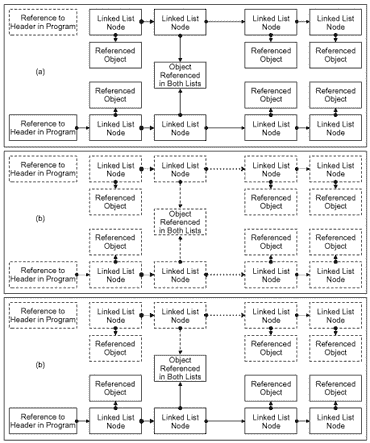 Reference to
Header in Program
Linked List
Node
Linked List
Node
Linked List
Node
Linked List
Node
Referenced
Object
Object
Referenced
in Both Lists
Referenced
Object
Referenced
Object
(a)
Referenced
Object
Referenced
Object
Referenced
Object
Reference to
Header in Program
Linked List
Node
Linked List
Node
Linked List
Node
Linked List
Node
Reference to
Header in Program
Linked List
Node
Linked List
Node
Linked List
Node
Linked List
Node
Referenced
Object
Object
Referenced
in Both Lists
Referenced
Object
Referenced
Object
(b)
Referenced
Object
Referenced
Object
Referenced
Object
Reference to
Header in Program
Linked List
Node
Linked List
Node
Linked List
Node
Linked List
Node
Reference to
Header in Program
Linked List
Node
Linked List
Node
Linked List
Node
Linked List
Node
Referenced
Object
Object
Referenced
in Both Lists
Referenced
Object
Referenced
Object
(b)
Referenced
Object
Referenced
Object
Referenced
Object
Reference to
Header in Program
Linked List
Node
Linked List
Node
Linked List
Node
Linked List
Node